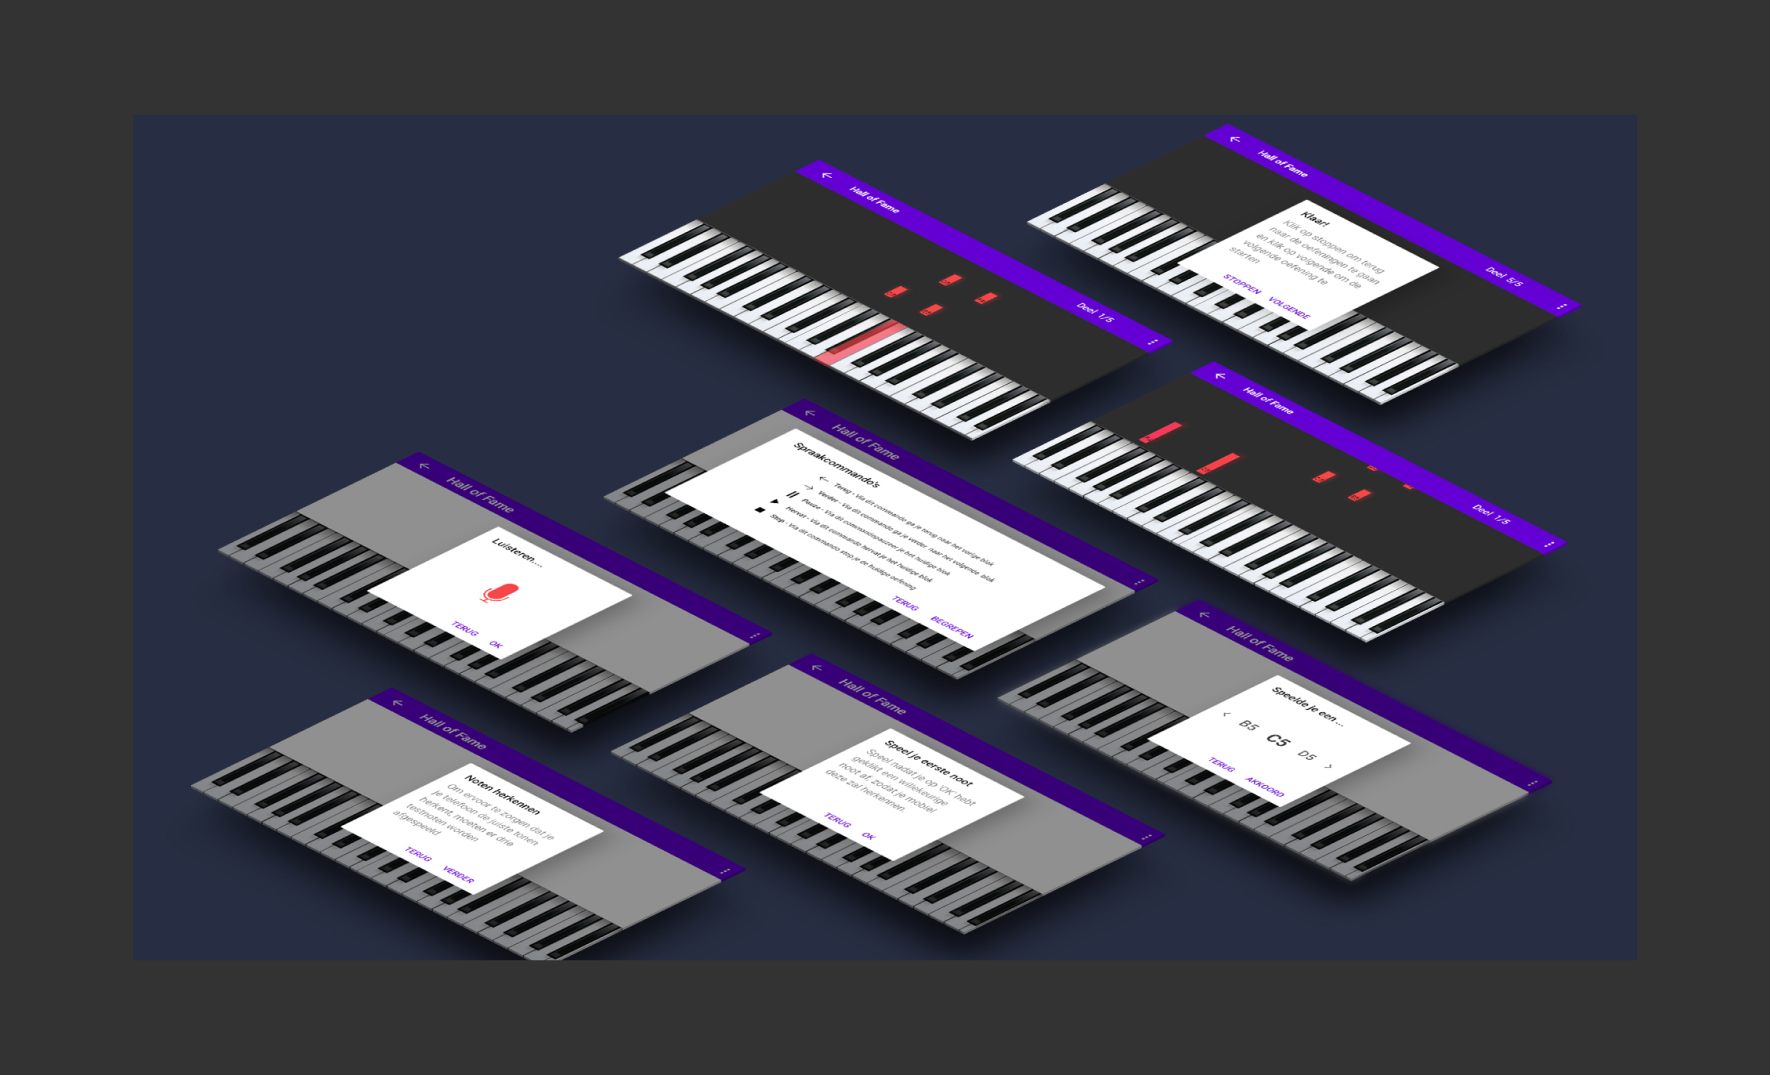 Hall of Fame
Klaar!
Klik op stoppen om terug
naar de oefeningen te gaan
en klik op volgende om de
volgende oefening te
starten
STOPPEN VOLGENDE
Deel 5/5
Hall of Fame
Deel 1/5
Hall of Fame
Deel 1/5
Hall of Fame
Spraakcommando's
Terug - Via dit commando ga je terug naar het vorige blok
Verder - Via dit commando ga je verder naar het volgende blok
Pauze - Via dit commando pauzeer je het huidige blok
Hervat - Via dit commando hervat je het huidige blok
Stop - Via dit commando stop je de huidige oefening
TERUG BEGREPEN
Hall of Fame
Luisteren...
TERUG OK
Hall of Fame
Speelde je een ...
B5 C5 D5
TERUG AKKOORD
Hall of Fame
Speel je eerste noot
Speel nadat je op 'OK' hebt
geklikt een willekeurige
noot af, zodat je mobiel
deze zal herkennen.
TERUG OK
Hall of Fame
Noten herkennen
Om ervoor te zorgen dat je
je telefoon de juiste tonen
herkent, moeten er drie
testnoten worden
afgespeeld
TERUG VERDER